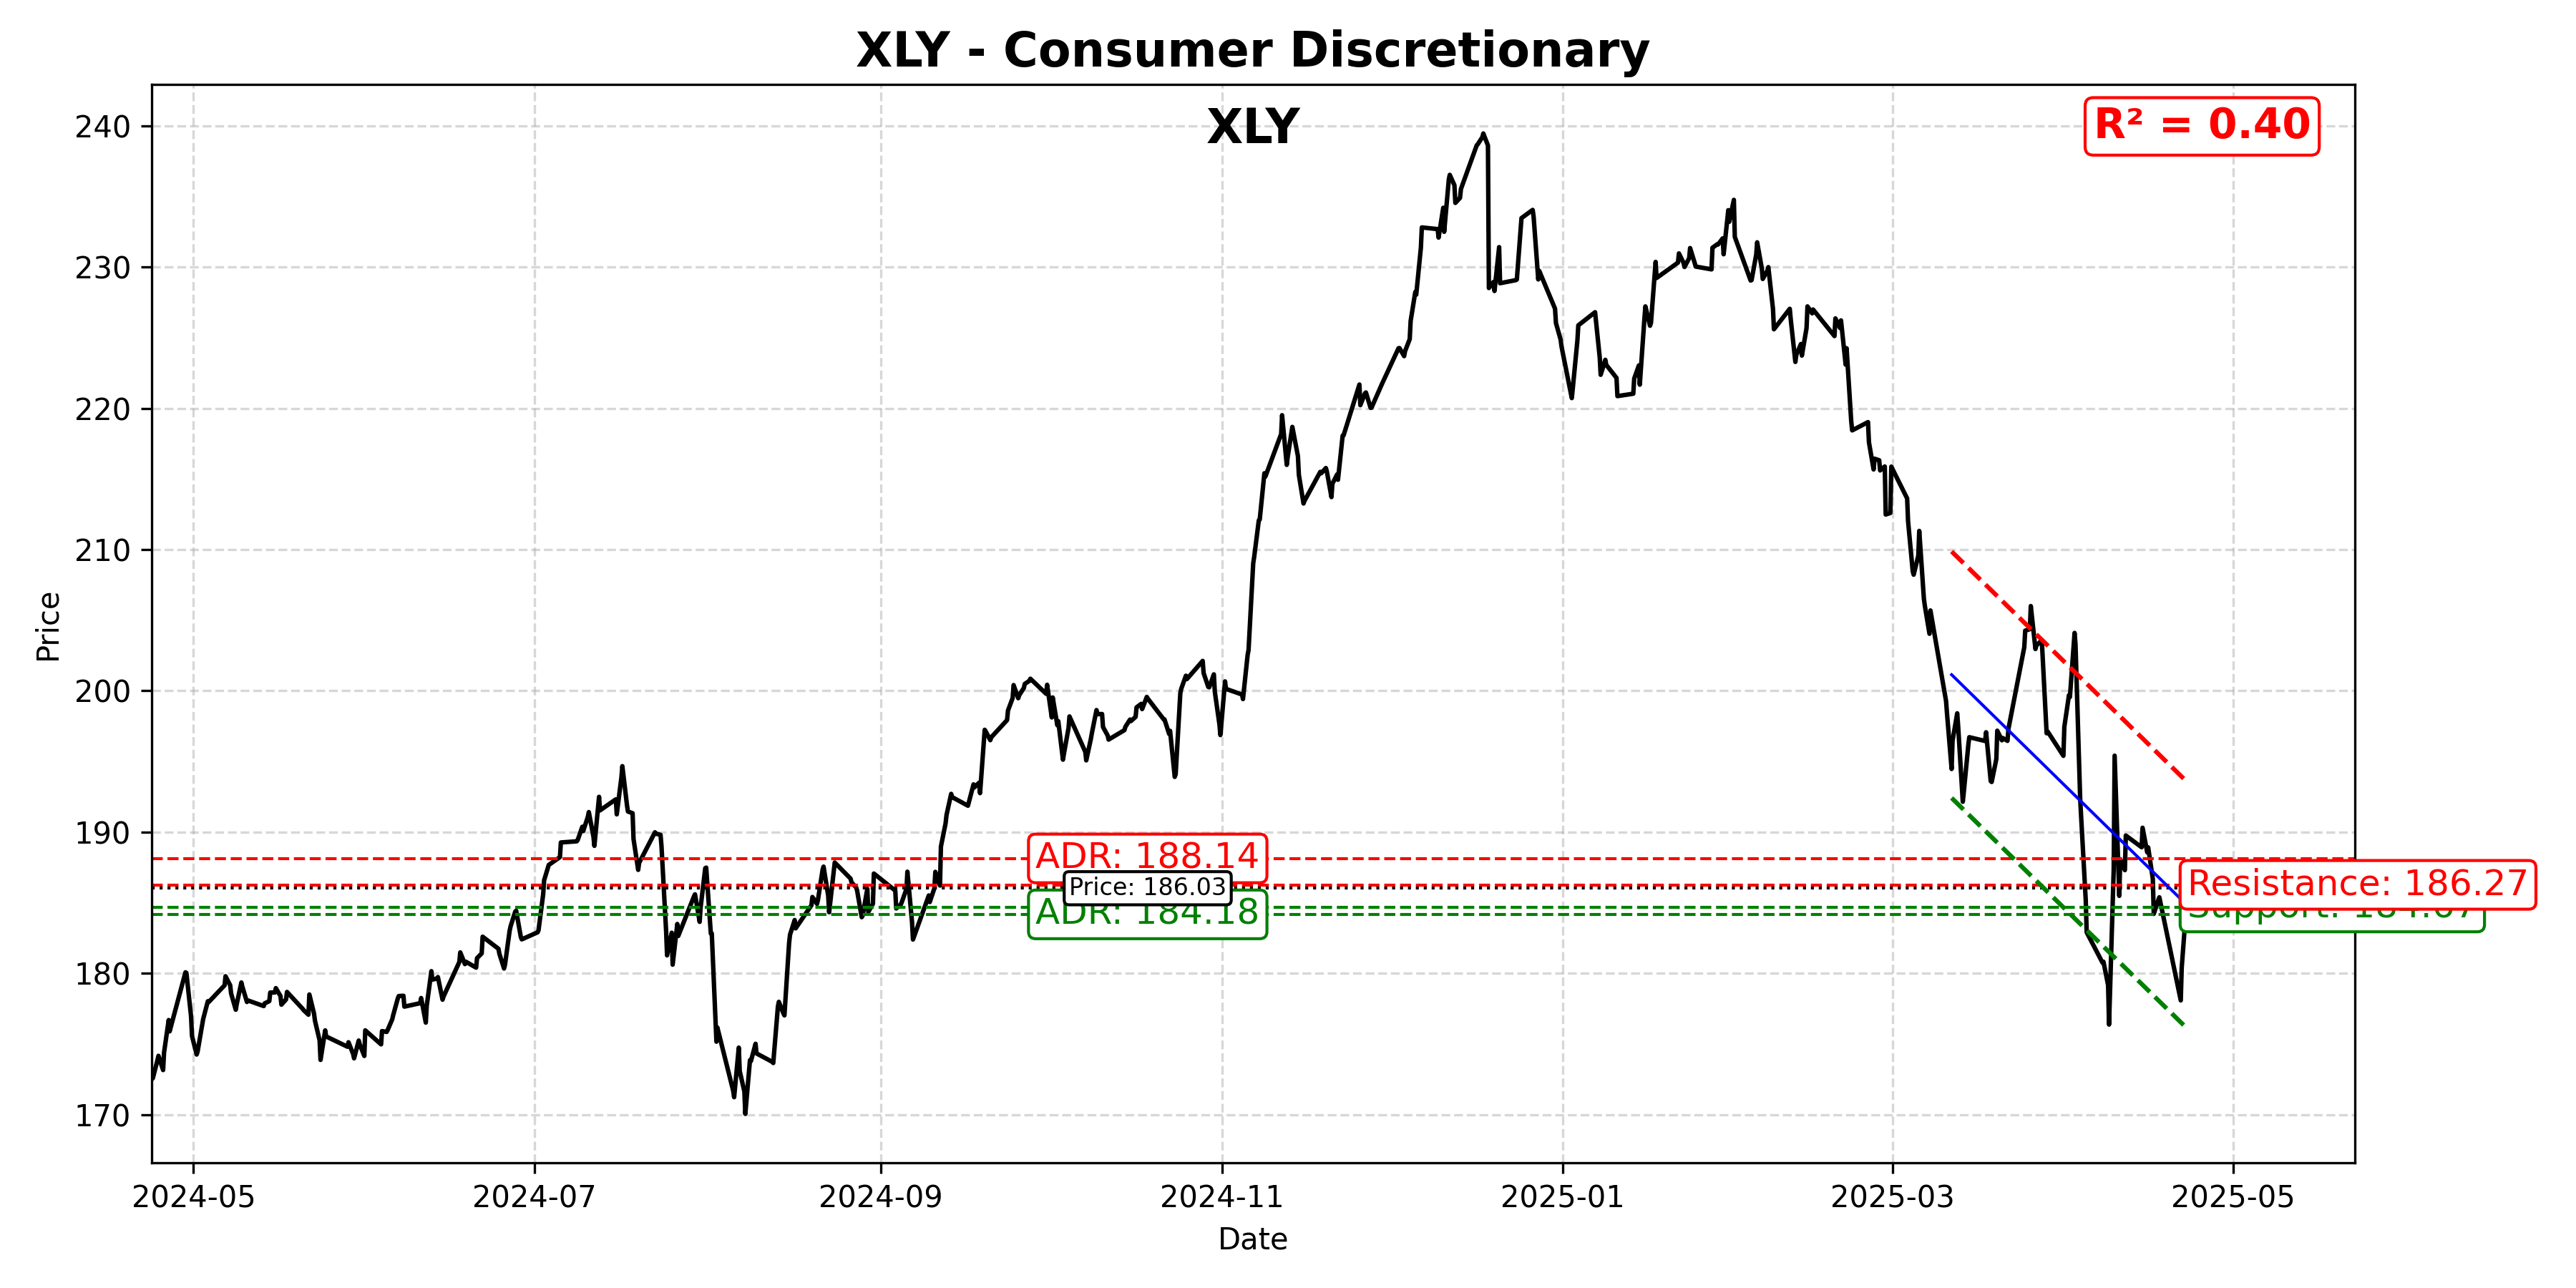 XLY - Consumer Discretionary
XLY
R² = 0.40
240
230
220
210
200
190
180
170
Price
ADR: 188.14
Price: 186.03
ADR: 184.18
Resistance: 186.27
Support:
2024-05
2024-07
2024-09
2024-11
2025-01
2025-03
2025-05
Date